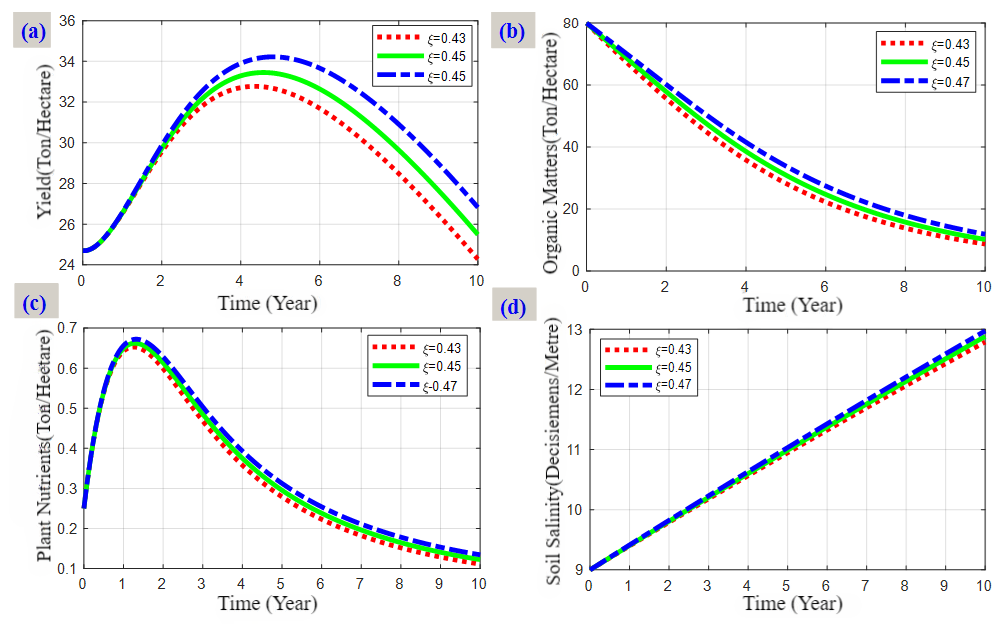 (a)
36
34
32
30
28
26
24
Yield(Ton/Hectare)
ξ=0.43
ξ=0.45
ξ=0.45
0 2 4 6 8 10
Time (Year)
(b)
80
60
40
20
0
Organic Matters(Ton/Hectare)
ξ=0.43
ξ=0.45
ξ=0.47
0 2 4 6 8 10
Time (Year)
(c)
0.7
0.6
0.5
0.4
0.3
0.2
0.1
Plant Nutrients(Ton/Hectare)
ξ=0.43
ξ=0.45
ξ-0.47
0 1 2 3 4 5 6 7 8 9 10
Time (Year)
(d)
13
12
11
10
9
Soil Salinity(Decisiemens/Metre)
ξ=0.43
ξ=0.45
ξ=0.47
0 1 2 3 4 5 6 7 8 9 10
Time (Year)